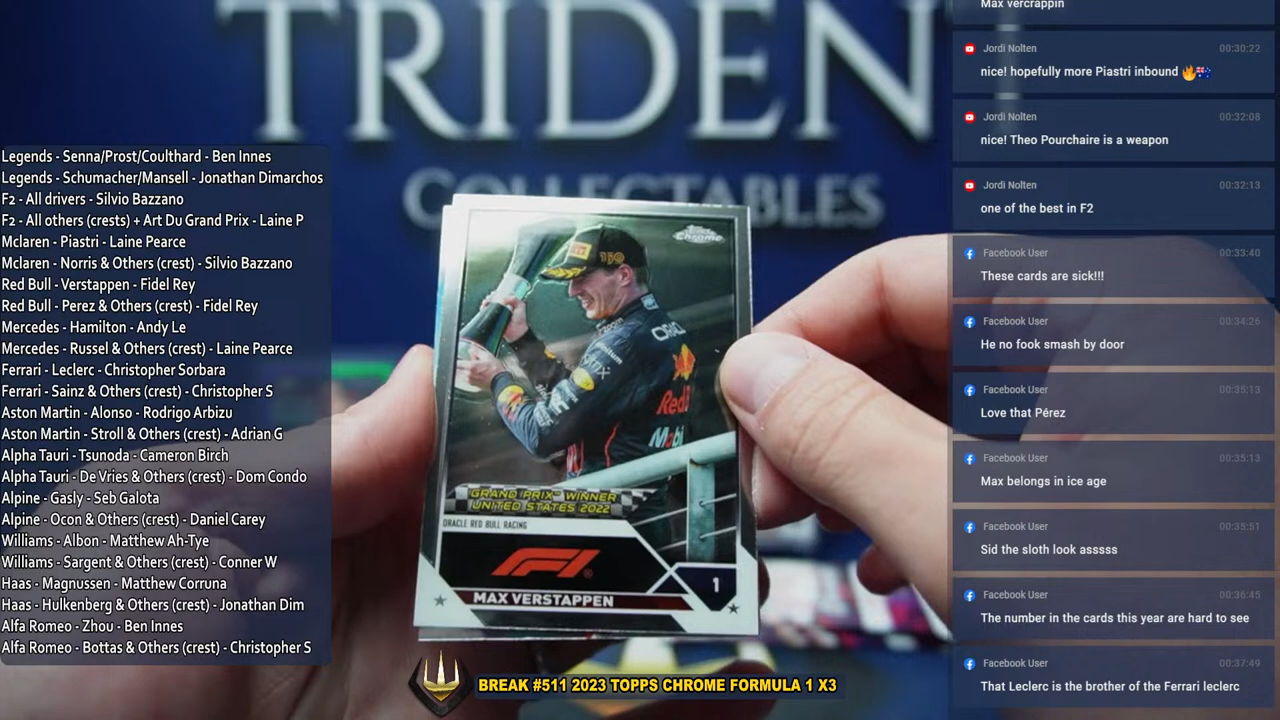 TRIDEN
COLLECTABLES
Legends - Senna/Prost/Coulthard - Ben Innes
Legends - Schumacher/Mansell - Jonathan Dimarchos
F2 - All drivers - Silvio Bazzano
F2 - All others (crests) + Art Du Grand Prix - Laine P
Mclaren - Piastri - Laine Pearce
Mclaren - Norris & Others (crest) - Silvio Bazzano
Red Bull - Verstappen - Fidel Rey
Red Bull - Perez & Others (crest) - Fidel Rey
Mercedes - Hamilton - Andy Le
Mercedes - Russel & Others (crest) - Laine Pearce
Ferrari - Leclerc - Christopher Sorbara
Ferrari - Sainz & Others (crest) - Christopher S
Aston Martin - Alonso - Rodrigo Arbizu
Aston Martin - Stroll & Others (crest) - Adrian G
Alpha Tauri - Tsunoda - Cameron Birch
Alpha Tauri - De Vries & Others (crest) - Dom Condo
Alpine - Gasly - Seb Galota
Alpine - Ocon & Others (crest) - Daniel Carey
Williams - Albon - Matthew Ah-Tye
Williams - Sargent & Others (crest) - Conner W
Haas - Magnussen - Matthew Corruna
Haas - Hulkenberg & Others (crest) - Jonathan Dim
Alfa Romeo - Zhou - Ben Innes
Alfa Romeo - Bottas & Others (crest) - Christopher S
Topps Chrome
ORACLE
Red Bull
Mobi
GRAND PRIX™ WINNER
UNITED STATES 2022
ORACLE RED BULL RACING
F1®
1
MAX VERSTAPPEN
BREAK #511 2023 TOPPS CHROME FORMULA 1 X3
Max vercrappin
Jordi Nolten 00:30:22
nice! hopefully more Piastri inbound 🔥🇦🇺
Jordi Nolten 00:32:08
nice! Theo Pourchaire is a weapon
Jordi Nolten 00:32:13
one of the best in F2
Facebook User 00:33:40
These cards are sick!!!
Facebook User 00:34:26
He no fook smash by door
Facebook User 00:35:13
Love that Pérez
Facebook User 00:35:13
Max belongs in ice age
Facebook User 00:35:51
Sid the sloth look asssss
Facebook User 00:36:45
The number in the cards this year are hard to see
Facebook User 00:37:49
That Leclerc is the brother of the Ferrari leclerc